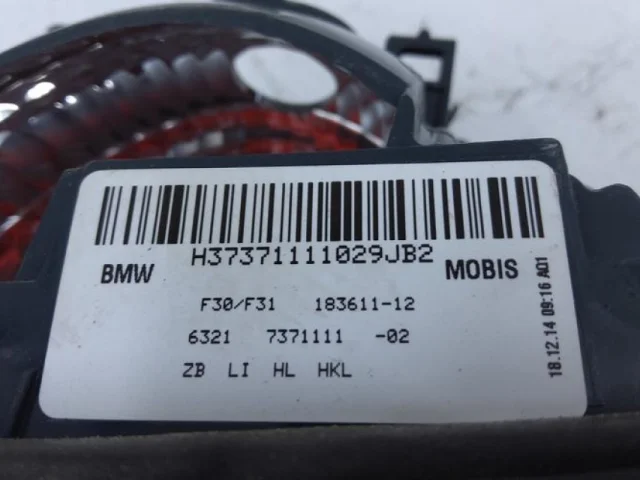 H37371111029JB2
BMW MOBIS
F30/F31 183611-12
6321 7371111 -02
ZB LI HL HKL
18.12.14 09:16 A01